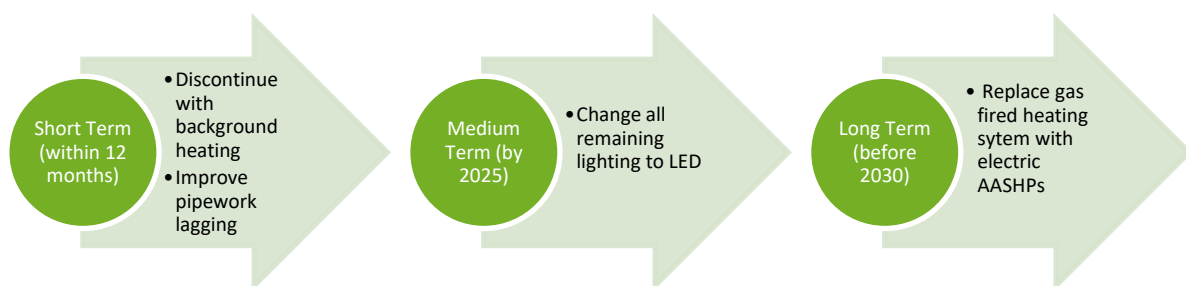 Short Term
(within 12
months)
•Discontinue
with
background
heating
•Improve
pipework
lagging
Medium
Term (by
2025)
•Change all
remaining
lighting to LED
Long Term
(before
2030)
• Replace gas
fired heating
sytem with
electric
AASHPs